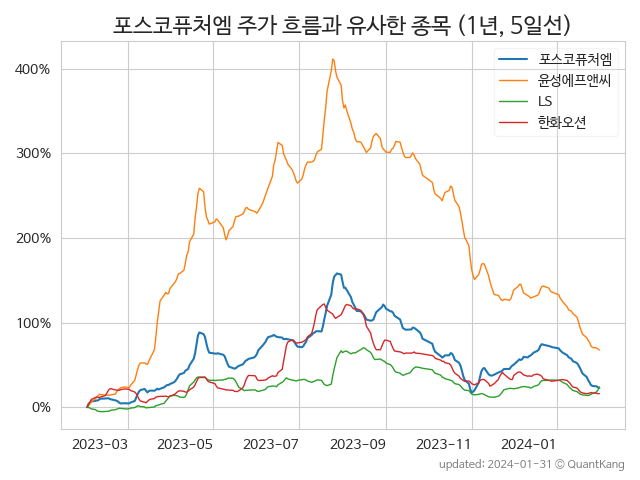 포스코퓨처엠 주가 흐름과 유사한 종목 (1년, 5일선)
포스코퓨처엠
윤성에프앤씨
LS
한화오션
400%
300%
200%
100%
0%
2023-03 2023-05 2023-07 2023-09 2023-11 2024-01
updated: 2024-01-31 © QuantKang